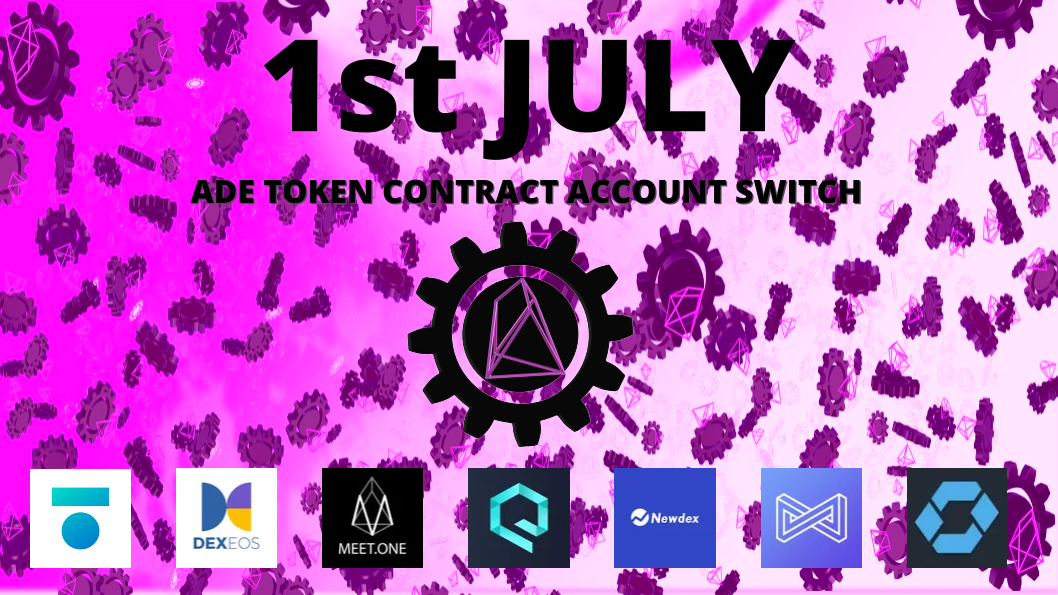 1st JULY
ADE TOKEN CONTRACT ACCOUNT SWITCH
DEXEOS
MEET.ONE
Newdex